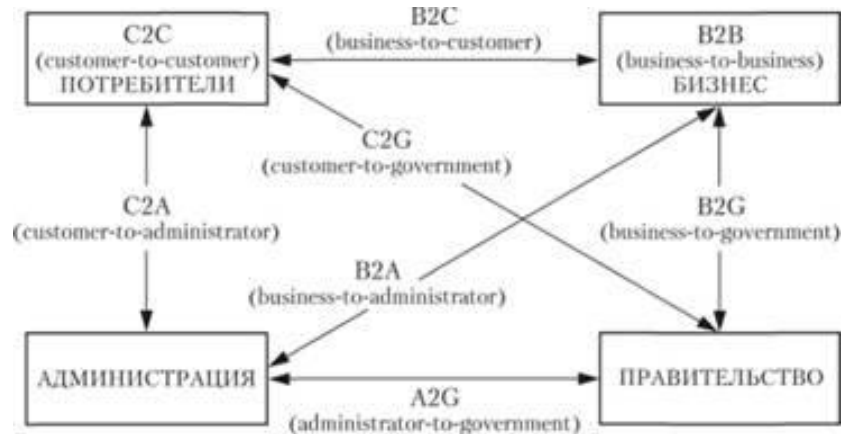 C2C
(customer-to-customer)
ПОТРЕБИТЕЛИ
B2C
(business-to-customer)
B2B
(business-to-business)
БИЗНЕС
C2G
(customer-to-government)
C2A
(customer-to-administrator)
B2G
(business-to-government)
B2A
(business-to-administrator)
АДМИНИСТРАЦИЯ
ПРАВИТЕЛЬСТВО
A2G
(administrator-to-government)